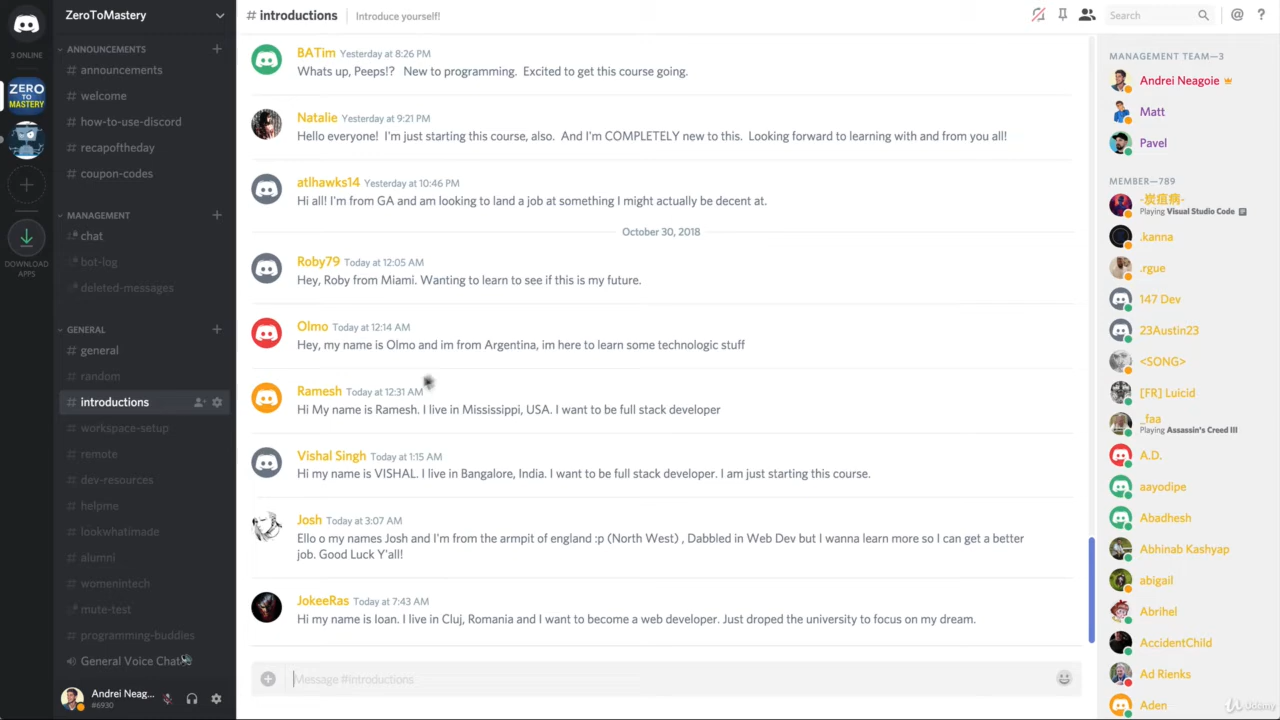 ZeroToMastery
# introductions
Introduce yourself!
Search
3 ONLINE
ZERO
TO
MASTERY
DOWNLOAD
APPS
ANNOUNCEMENTS
# announcements
# welcome
# how-to-use-discord
# recapoftheday
# coupon-codes
MANAGEMENT
chat
bot-log
deleted-messages
GENERAL
# general
# random
# introductions
# workspace-setup
# remote
# dev-resources
# helpme
# lookwhatimade
# alumni
# womenintech
mute-test
# programming-buddies
General Voice Chat
Andrei Neag...
#6930
BATim Yesterday at 8:26 PM
Whats up, Peeps!? New to programming. Excited to get this course going.
Natalie Yesterday at 9:21 PM
Hello everyone! I'm just starting this course, also. And I'm COMPLETELY new to this. Looking forward to learning with and from you all!
atlhawks14 Yesterday at 10:46 PM
Hi all! I'm from GA and am looking to land a job at something I might actually be decent at.
October 30, 2018
Roby79 Today at 12:05 AM
Hey, Roby from Miami. Wanting to learn to see if this is my future.
Olmo Today at 12:14 AM
Hey, my name is Olmo and im from Argentina, im here to learn some technologic stuff
Ramesh Today at 12:31 AM
Hi My name is Ramesh. I live in Mississippi, USA. I want to be full stack developer
Vishal Singh Today at 1:15 AM
Hi my name is VISHAL. I live in Bangalore, India. I want to be full stack developer. I am just starting this course.
Josh Today at 3:07 AM
Ello o my names Josh and I'm from the armpit of england :p (North West) , Dabbled in Web Dev but I wanna learn more so I can get a better
job. Good Luck Y'all!
JokeeRas Today at 7:43 AM
Hi my name is Ioan. I live in Cluj, Romania and I want to become a web developer. Just droped the university to focus on my dream.
Message #introductions
MANAGEMENT TEAM—3
Andrei Neagoie
Matt
Pavel
MEMBER—789
Playing Visual Studio Code
.kanna
.rgue
147 Dev
23Austin23
<SONG>
[FR] Luicid
_faa
Playing Assassin's Creed III
A.D.
aayodipe
Abadhesh
Abhinab Kashyap
abigail
Abrihel
AccidentChild
Ad Rienks
Aden
Udemy